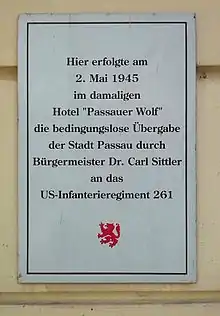 Hier erfolgte am
2. Mai 1945
im damaligen
Hotel "Passauer Wolf"
die bedingungslose Übergabe
der Stadt Passau durch
Bürgermeister Dr. Carl Sittler
an das
US-Infanterieregiment 261